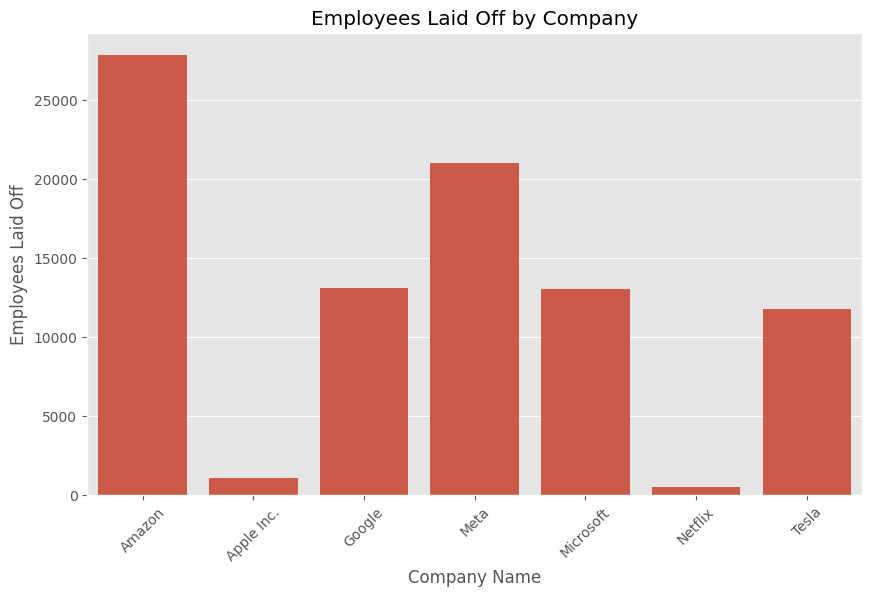 Employees Laid Off by Company
Employees Laid Off
25000
20000
15000
10000
5000
0
Amazon
Apple Inc.
Google
Meta
Microsoft
Netflix
Tesla
Company Name